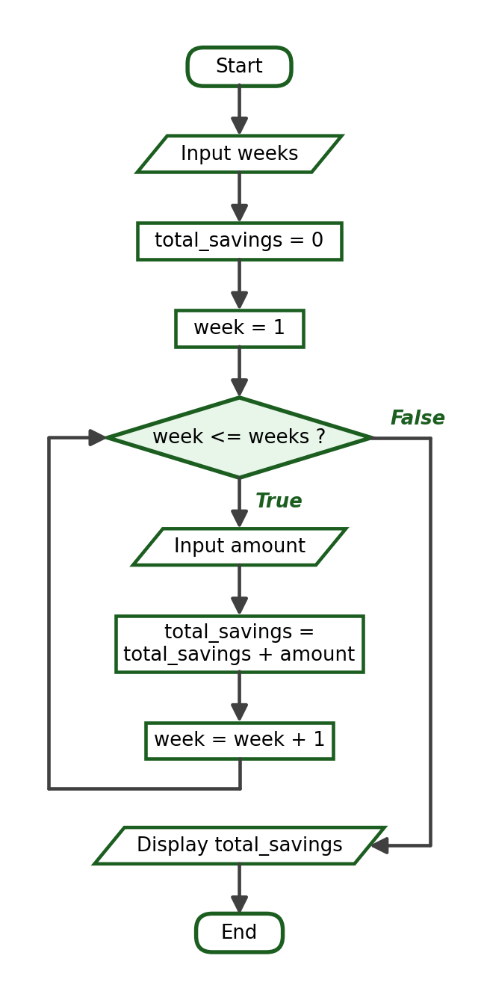 Start
Input weeks
total_savings = 0
week = 1
week <= weeks ?
False
True
Input amount
total_savings =
total_savings + amount
week = week + 1
Display total_savings
End